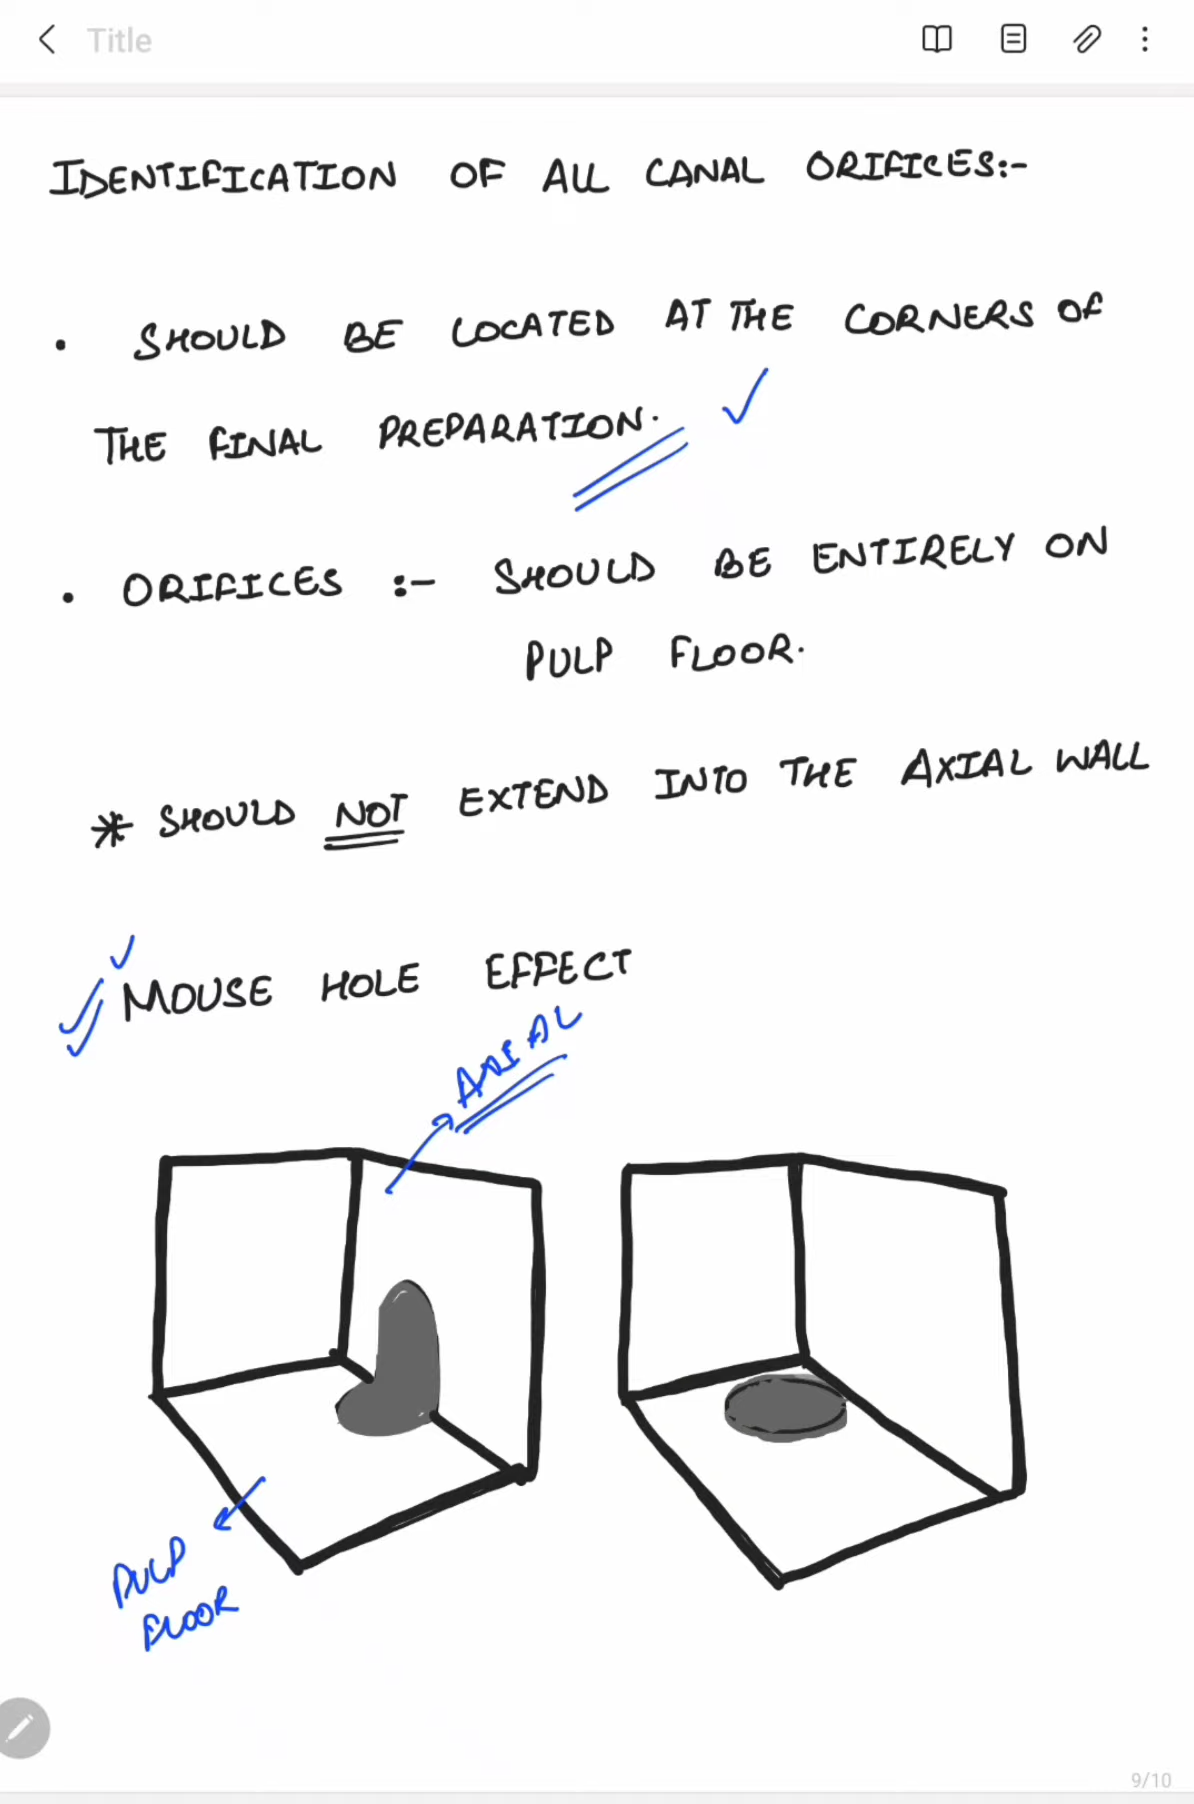 Title
IDENTIFICATION OF ALL CANAL ORIFICES:-
• SHOULD BE LOCATED AT THE CORNERS OF
THE FINAL PREPARATION.
• ORIFICES :- SHOULD BE ENTIRELY ON
PULP FLOOR.
* SHOULD NOT EXTEND INTO THE AXIAL WALL
MOUSE HOLE EFFECT
AXIAL
PULP
FLOOR
9/10